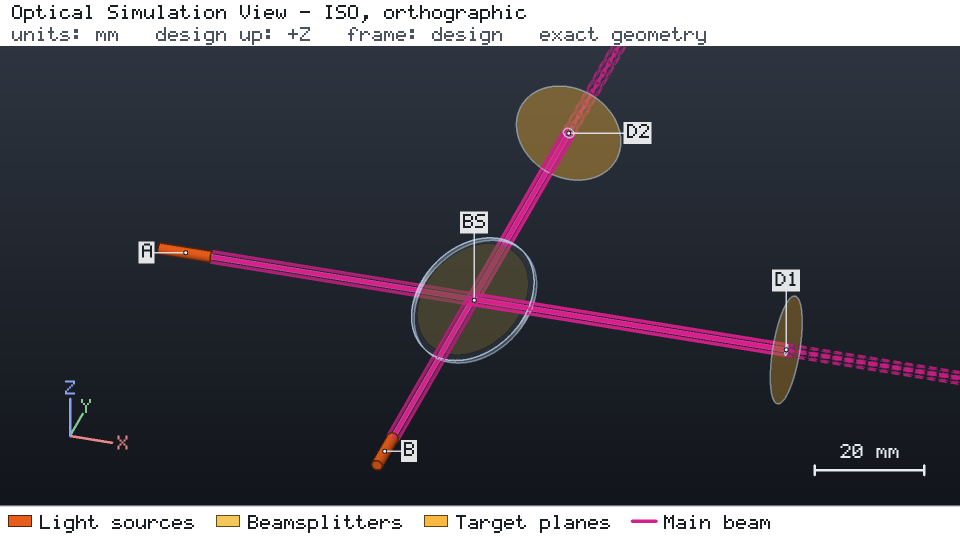 Optical Simulation View - ISO, orthographic
units: mm   design up: +Z   frame: design   exact geometry
D2
BS
A
D1
B
Z
Y
X
20 mm
Light sources   Beamsplitters   Target planes   Main beam